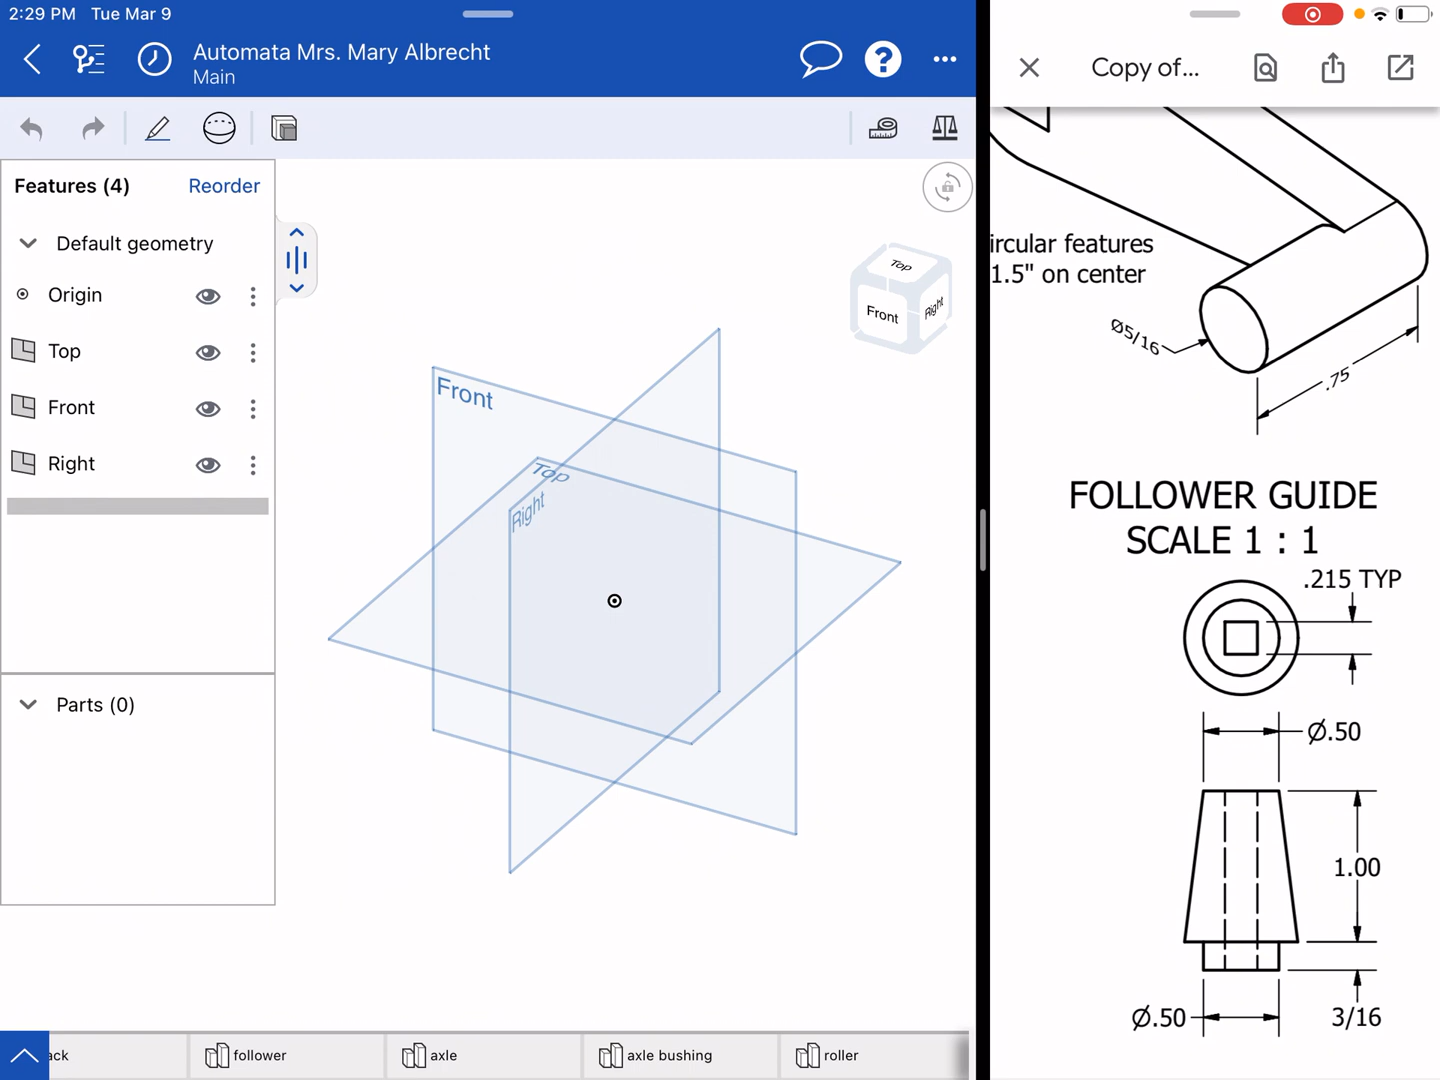 2:29 PM Tue Mar 9
Automata Mrs. Mary Albrecht
Main
Features (4)
Reorder
Default geometry
Origin
Top
Front
Right
Parts (0)
Front
Top
Right
Top
Front
Right
ack
follower
axle
axle bushing
roller
Copy of...
ircular features
1.5" on center
Ø5/16
.75
FOLLOWER GUIDE
SCALE 1 : 1
.215 TYP
Ø.50
1.00
Ø.50
3/16